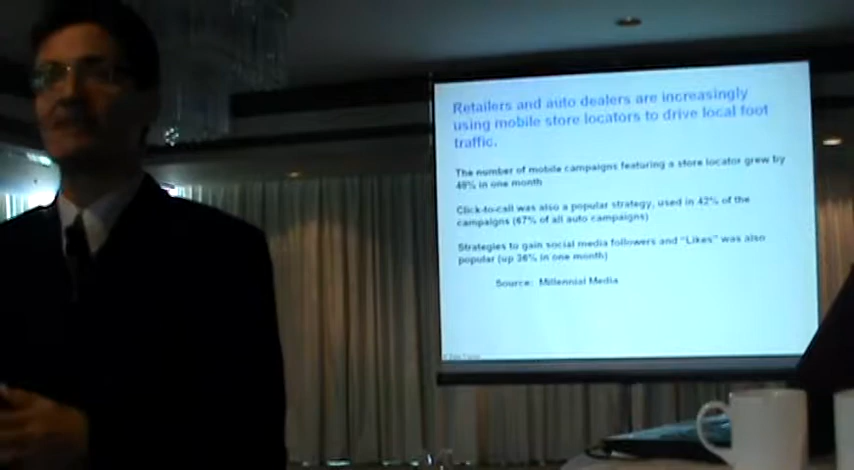 Retailers and auto dealers are increasingly
using mobile store locators to drive local foot
traffic.
The number of mobile campaigns featuring a store locator grew by
48% in one month
Click-to-call was also a popular strategy, used in 42% of the
campaigns (67% of all auto campaigns)
Strategies to gain social media followers and "Likes" was also
popular (up 36% in one month)
Source: Millennial Media